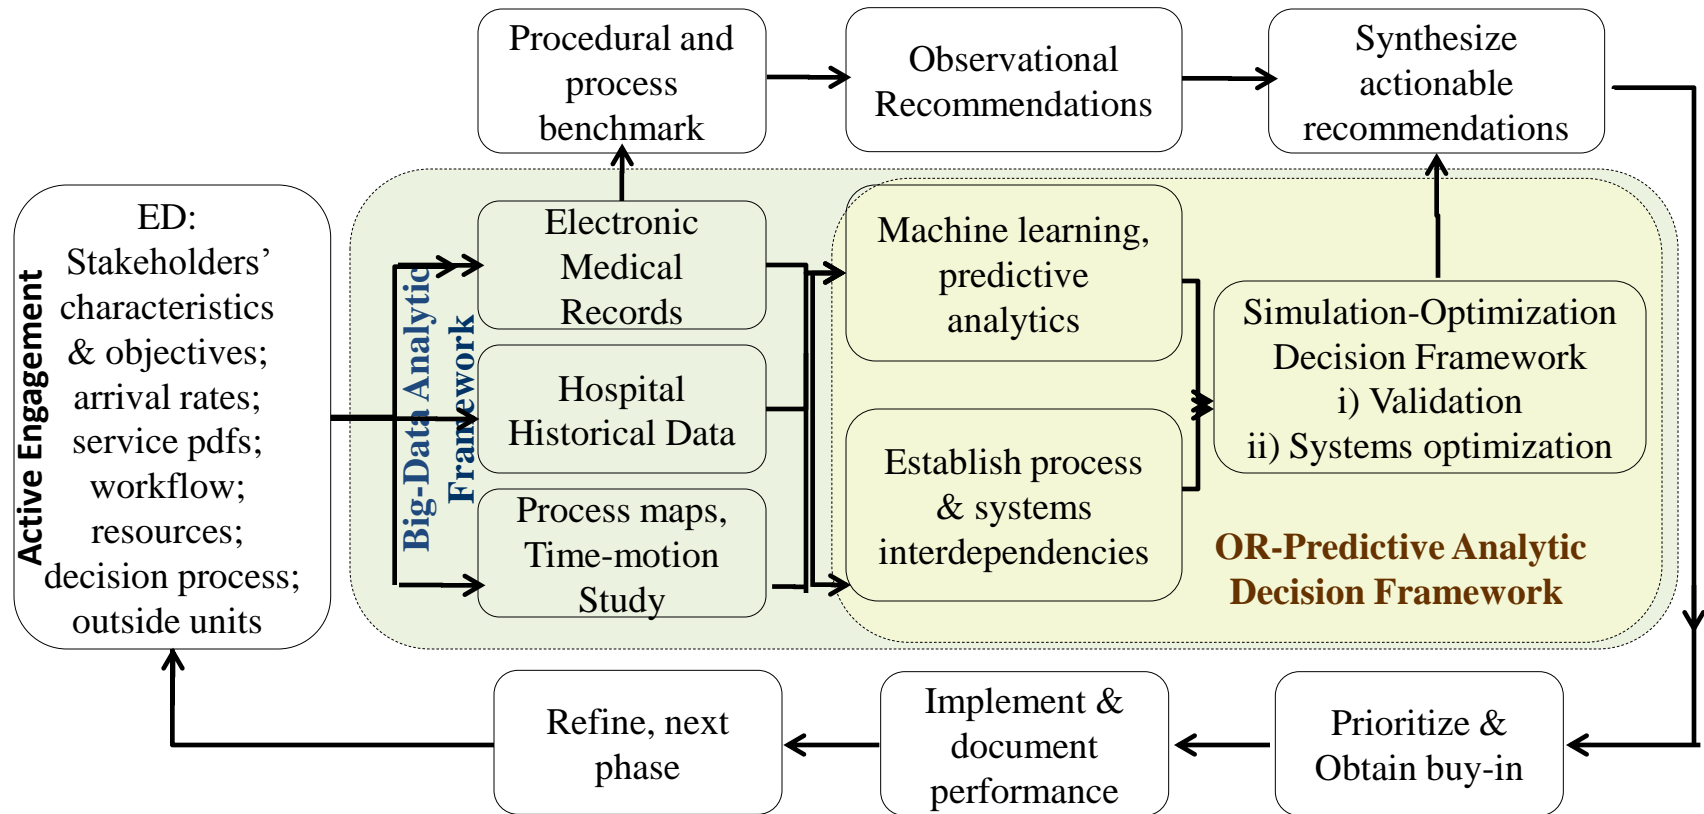 Procedural and
process
benchmark
Observational
Recommendations
Synthesize
actionable
recommendations
Active Engagement
ED:
Stakeholders’
characteristics
& objectives;
arrival rates;
service pdfs;
workflow;
resources;
decision process;
outside units
Big-Data Analytic
Framework
Electronic
Medical
Records
Hospital
Historical Data
Process maps,
Time-motion
Study
Machine learning,
predictive
analytics
Establish process
& systems
interdependencies
Simulation-Optimization
Decision Framework
i) Validation
ii) Systems optimization
OR-Predictive Analytic
Decision Framework
Refine, next
phase
Implement &
document
performance
Prioritize &
Obtain buy-in